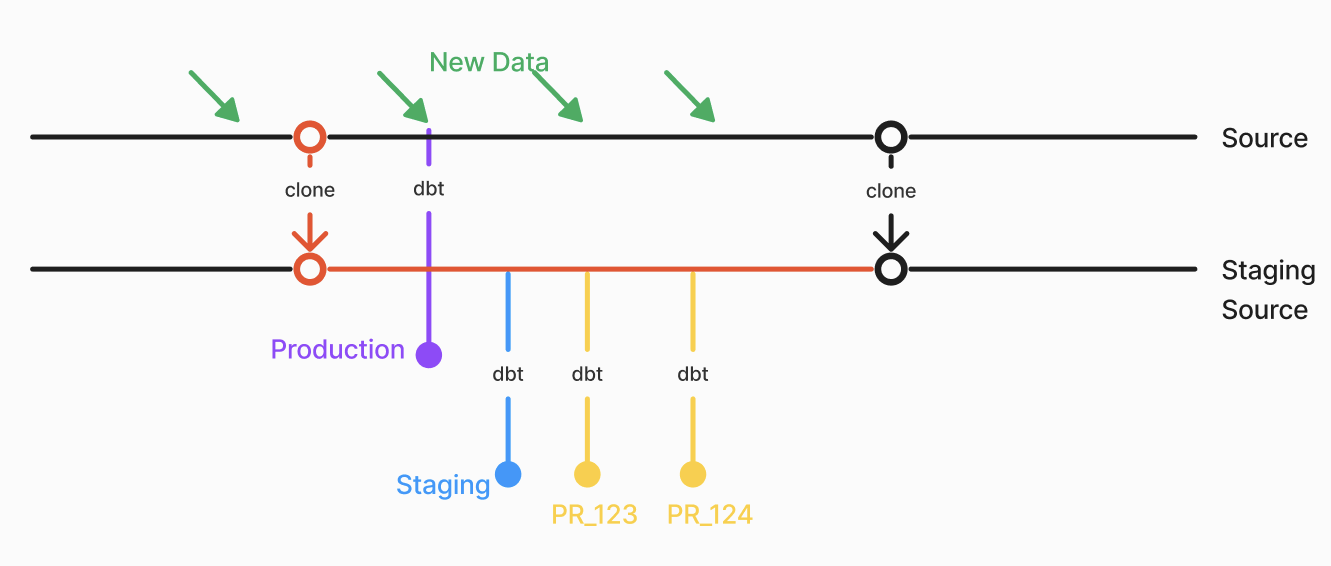 New Data
Source
clone
dbt
clone
Staging
Source
Production
dbt
dbt
dbt
Staging
PR_123
PR_124